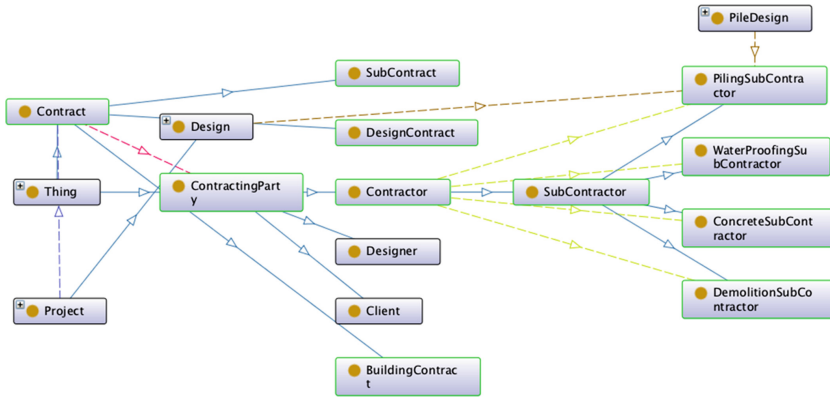 PileDesign
SubContract
PilingSubContra
ctor
Contract
Design
DesignContract
WaterProofingSu
bContractor
Thing
ContractingPart
y
Contractor
SubContractor
ConcreteSubCont
ractor
Designer
DemolitionSubCo
ntractor
Project
Client
BuildingContrac
t